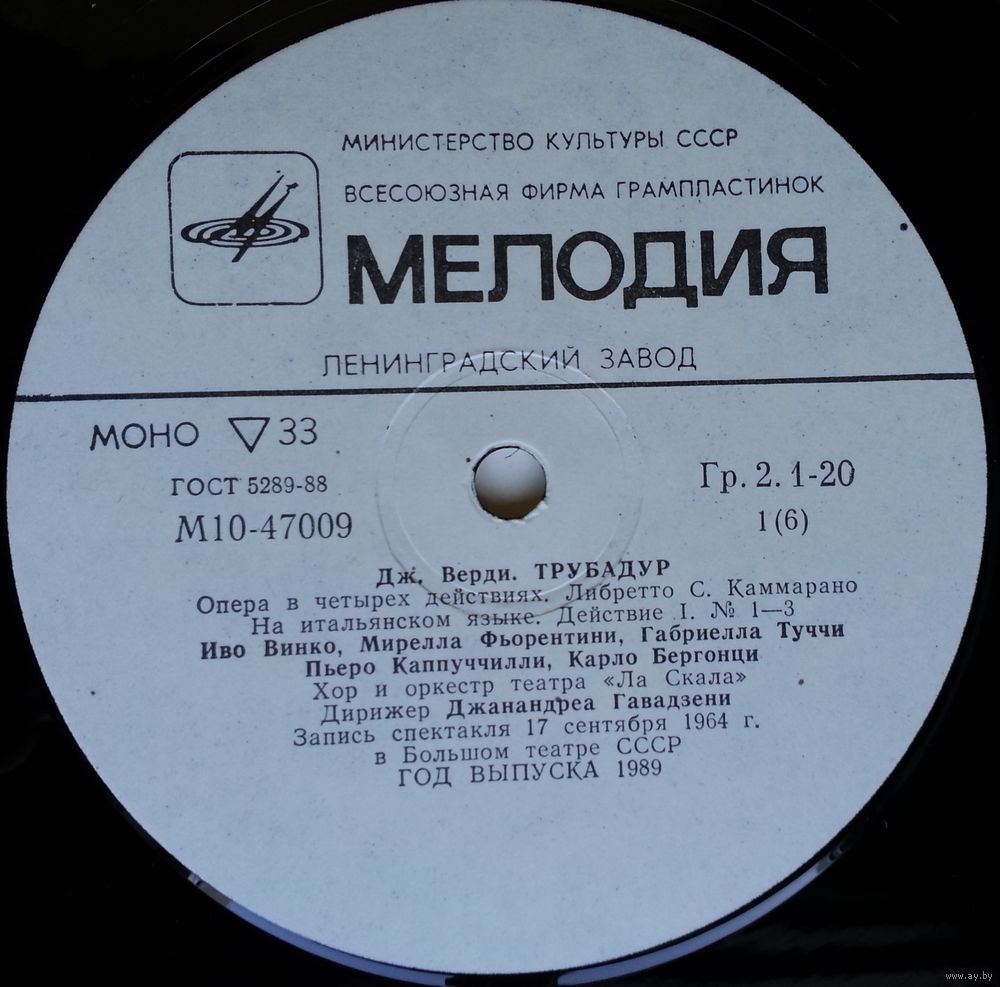 МИНИСТЕРСТВО КУЛЬТУРЫ СССР
ВСЕСОЮЗНАЯ ФИРМА ГРАМПЛАСТИНОК
МЕЛОДИЯ
ЛЕНИНГРАДСКИЙ ЗАВОД
МОНО ▽ 33
ГОСТ 5289-88
Гр. 2. 1-20
М10-47009
1 (6)
Дж. Верди. ТРУБАДУР
Опера в четырех действиях. Либретто С. Каммарано
На итальянском языке. Действие I. № 1—3
Иво Винко, Мирелла Фьорентини, Габриелла Туччи
Пьеро Каппуччилли, Карло Бергонци
Хор и оркестр театра «Ла Скала»
Дирижер Джанандреа Гавадзени
Запись спектакля 17 сентября 1964 г.
в Большом театре СССР
ГОД ВЫПУСКА 1989
www.ay.by